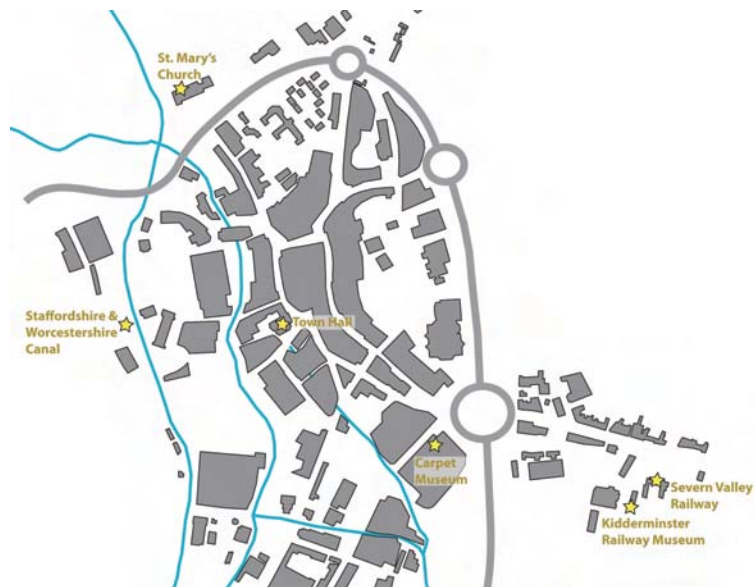 St. Mary's
Church
Staffordshire &
Worcestershire
Canal
Town Hall
Carpet
Museum
Severn Valley
Railway
Kidderminster
Railway Museum